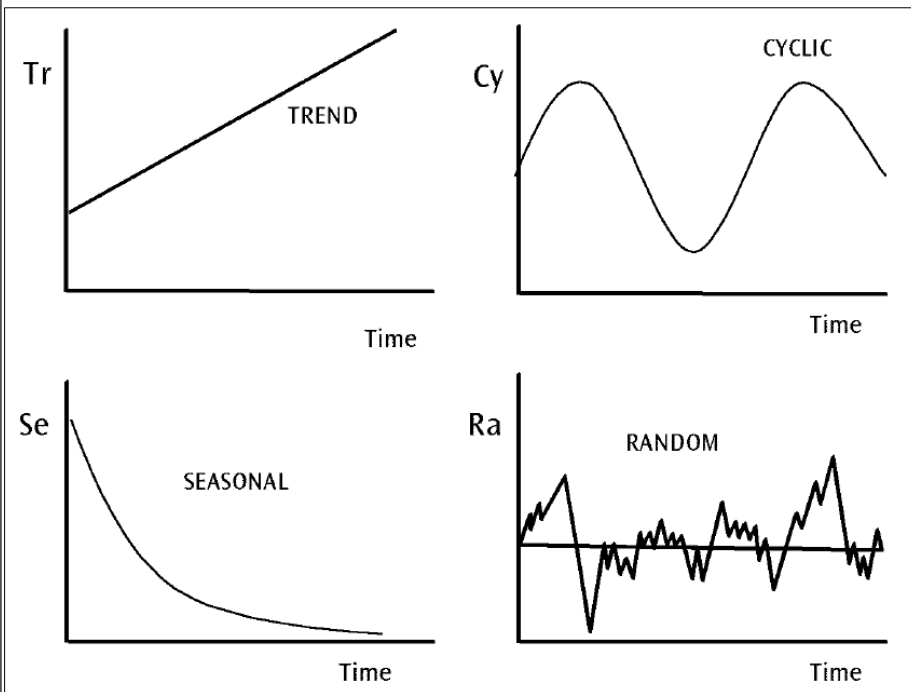 Tr
TREND
Time
Cy
CYCLIC
Time
Se
SEASONAL
Time
Ra
RANDOM
Time